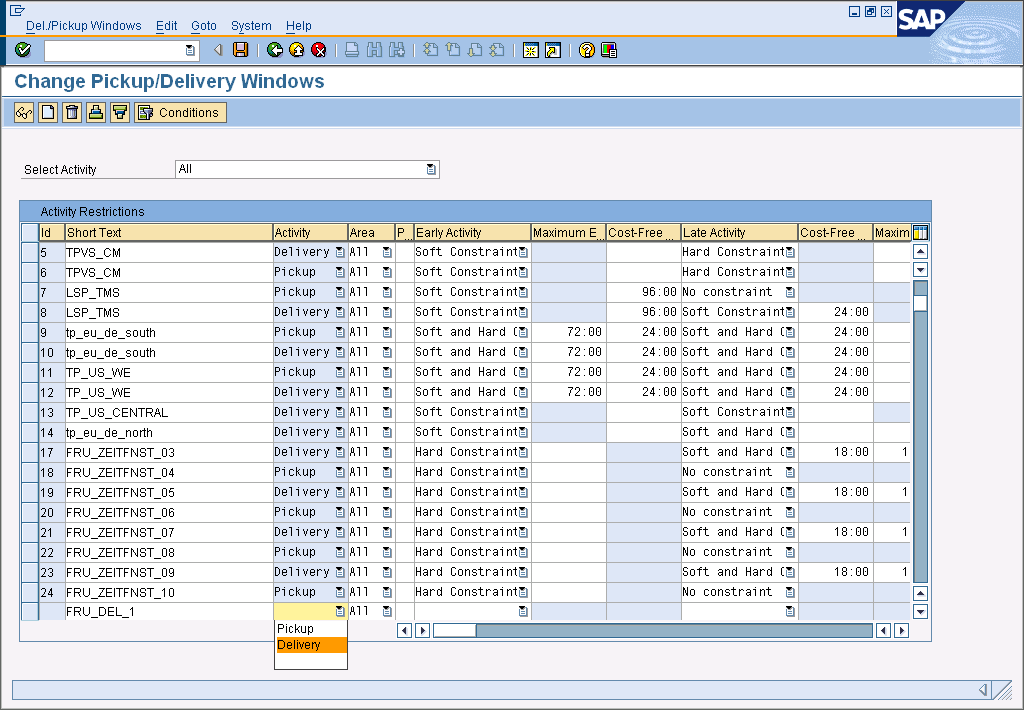 Del./Pickup Windows Edit Goto System Help
SAP
Change Pickup/Delivery Windows
Conditions
Select Activity All
Activity Restrictions
Id Short Text Activity Area P... Early Activity Maximum E... Cost-Free ... Late Activity Cost-Free ... Maxim
5 TPVS_CM Delivery All Soft Constraint Hard Constraint
6 TPVS_CM Pickup All Soft Constraint Hard Constraint
7 LSP_TMS Pickup All Soft Constraint 96:00 No constraint
8 LSP_TMS Delivery All Soft Constraint 96:00 Soft Constraint 24:00
9 tp_eu_de_south Pickup All Soft and Hard C 72:00 24:00 Soft and Hard C 24:00
10 tp_eu_de_south Delivery All Soft and Hard C 72:00 24:00 Soft and Hard C 24:00
11 TP_US_WE Pickup All Soft and Hard C 72:00 24:00 Soft and Hard C 24:00
12 TP_US_WE Delivery All Soft and Hard C 72:00 24:00 Soft and Hard C 24:00
13 TP_US_CENTRAL Delivery All Soft Constraint Soft Constraint
14 tp_eu_de_north Delivery All Soft Constraint Soft and Hard C
17 FRU_ZEITFNST_03 Delivery All Hard Constraint Soft and Hard C 18:00 1
18 FRU_ZEITFNST_04 Pickup All Hard Constraint No constraint
19 FRU_ZEITFNST_05 Delivery All Hard Constraint Soft and Hard C 18:00 1
20 FRU_ZEITFNST_06 Pickup All Hard Constraint No constraint
21 FRU_ZEITFNST_07 Delivery All Hard Constraint Soft and Hard C 18:00 1
22 FRU_ZEITFNST_08 Pickup All Hard Constraint No constraint
23 FRU_ZEITFNST_09 Delivery All Hard Constraint Soft and Hard C 18:00 1
24 FRU_ZEITFNST_10 Pickup All Hard Constraint No constraint
FRU_DEL_1 All
Pickup
Delivery